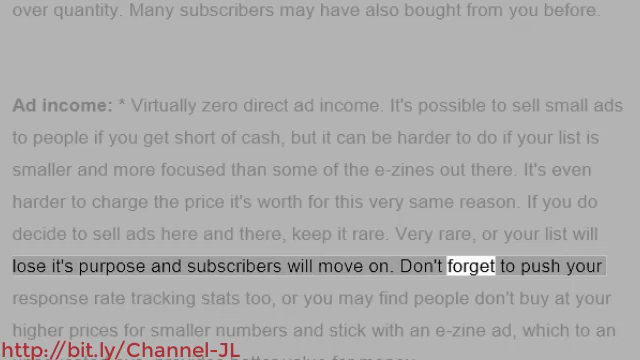 over quantity. Many subscribers may have also bought from you before.
Ad income: * Virtually zero direct ad income. It's possible to sell small ads
to people if you get short of cash, but it can be harder to do if your list is
smaller and more focused than some of the e-zines out there. It's even
harder to charge the price it's worth for this very same reason. If you do
decide to sell ads here and there, keep it rare. Very rare, or your list will
lose it's purpose and subscribers will move on. Don't forget to push your
response rate tracking stats too, or you may find people don't buy at your
higher prices for smaller numbers and stick with an e-zine ad, which to an
http://bit.ly/Channel-JL